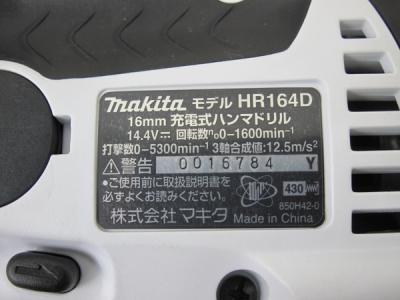 makita モデル HR164D
16mm 充電式ハンマドリル
14.4V⎓ 回転数n₀0-1600min⁻¹
打撃数0-5300min⁻¹ 3軸合成値:12.5m/s²
⚠警告 0016784 Y
•ご使用前に取扱説明書を
必ずよくお読みください。
430
株式会社マキタ
850H42-0
Made in China